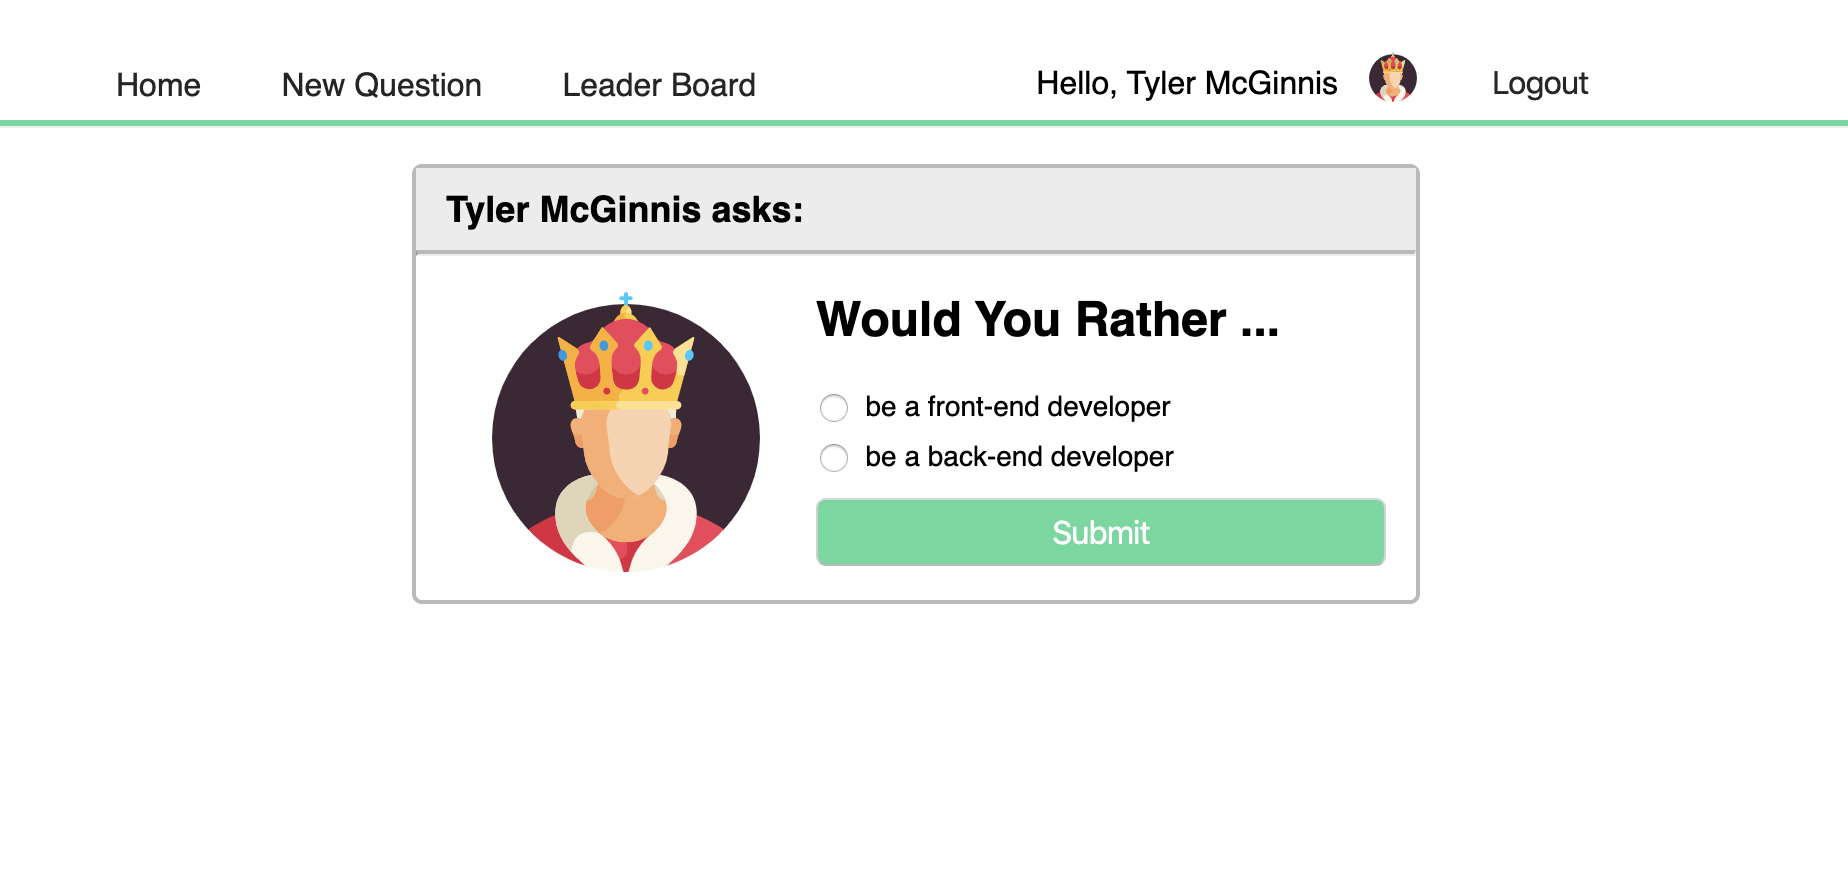 Home New Question Leader Board Hello, Tyler McGinnis Logout
Tyler McGinnis asks:
Would You Rather ...
be a front-end developer
be a back-end developer
Submit